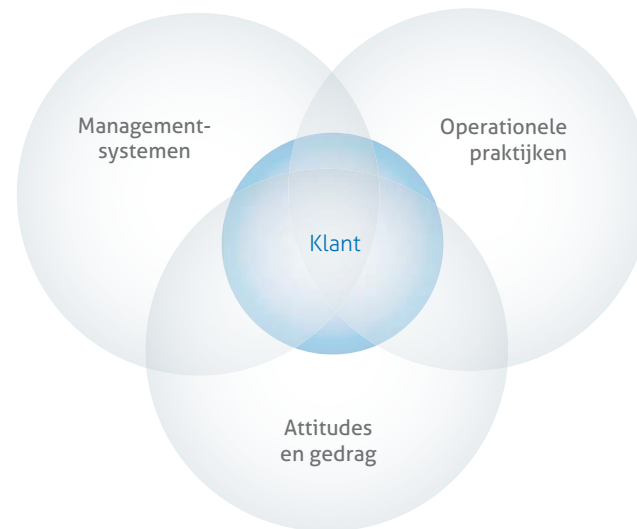 Management-
systemen
Operationele
praktijken
Klant
Attitudes
en gedrag